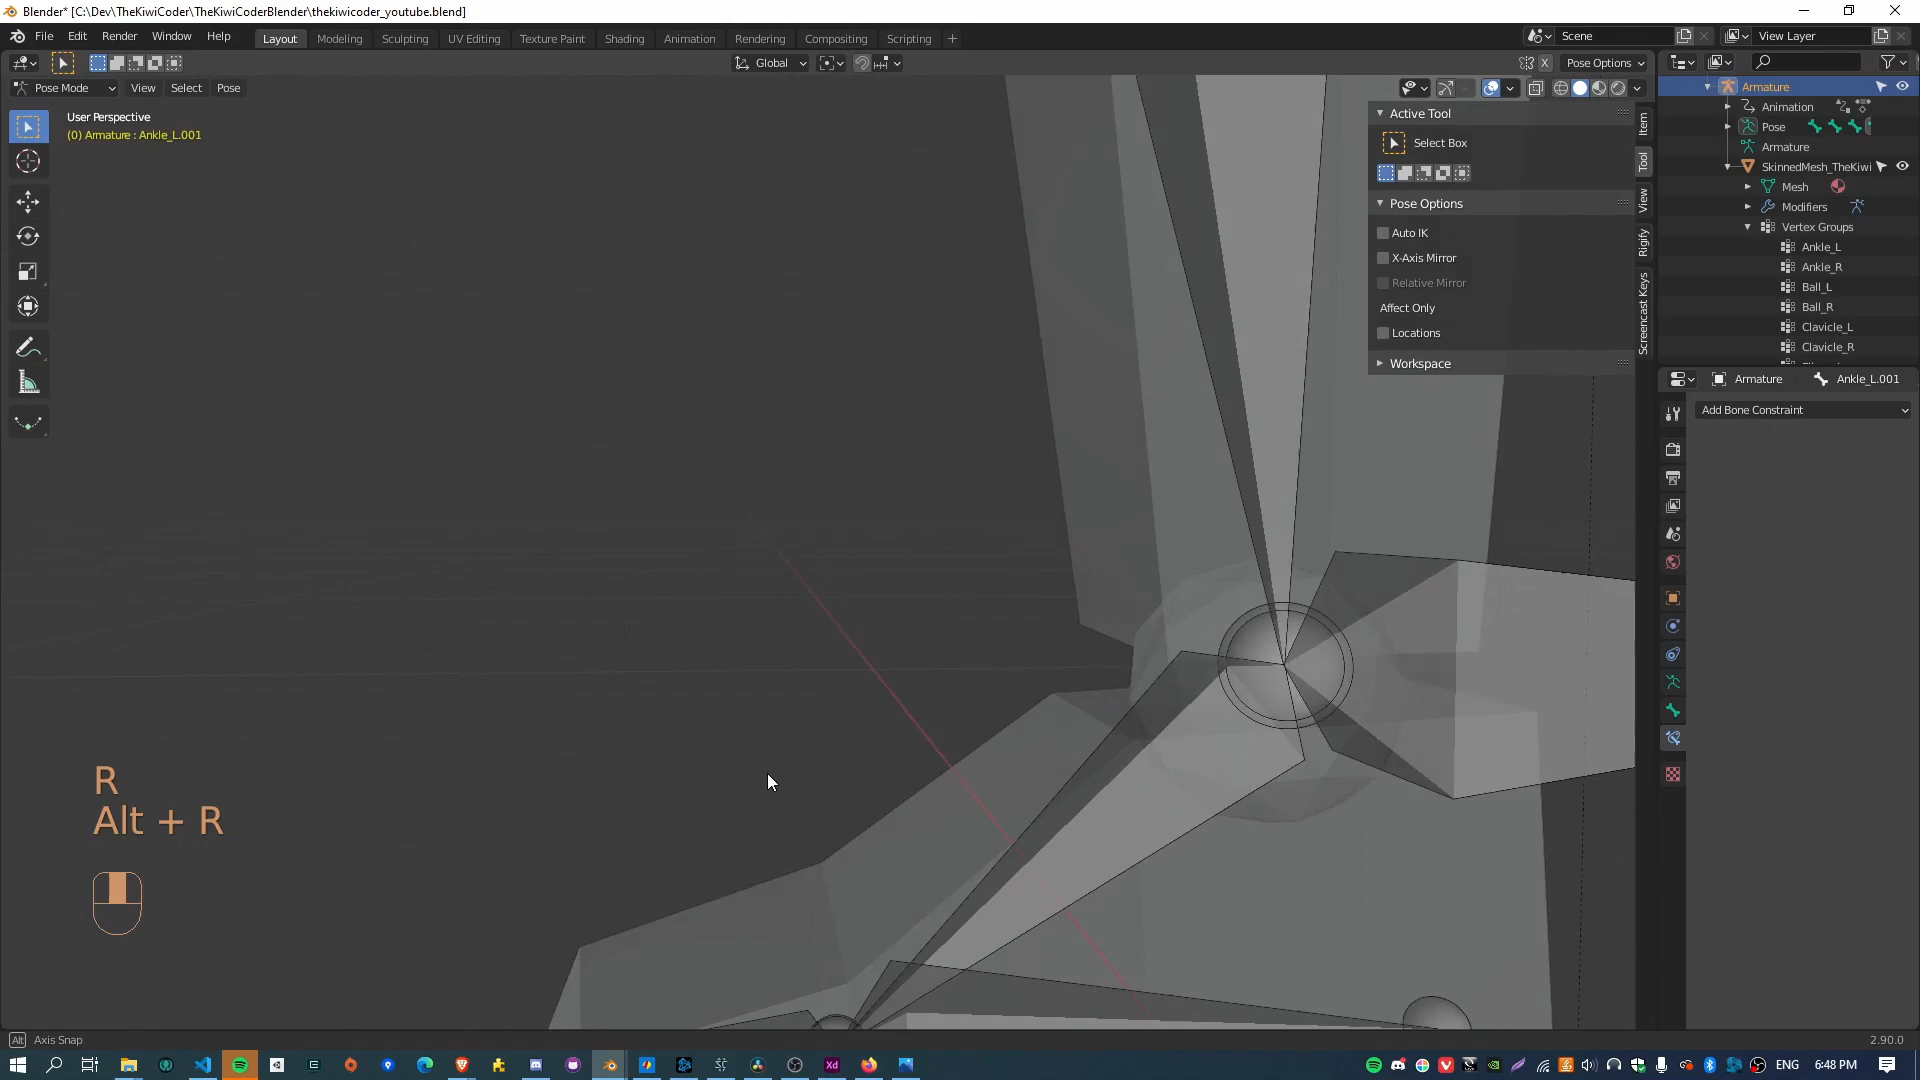 Blender* [C:\Dev\TheKiwiCoder\TheKiwiCoderBlender\thekiwicoder_youtube.blend]
File Edit Render Window Help
Layout Modeling Sculpting UV Editing Texture Paint Shading Animation Rendering Compositing Scripting +
Scene
View Layer
Global
X
Pose Options
Pose Mode View Select Pose
User Perspective
(0) Armature : Ankle_L.001
Active Tool
Select Box
Pose Options
Auto IK
X-Axis Mirror
Relative Mirror
Affect Only
Locations
Workspace
Item
Tool
View
Rigify
Screencast Keys
Armature
Animation
Pose
Armature
SkinnedMesh_TheKiwi
Mesh
Modifiers
Vertex Groups
Ankle_L
Ankle_R
Ball_L
Ball_R
Clavicle_L
Clavicle_R
Armature Ankle_L.001
Add Bone Constraint
R
Alt + R
Alt Axis Snap
2.90.0
Xd
ENG 6:48 PM